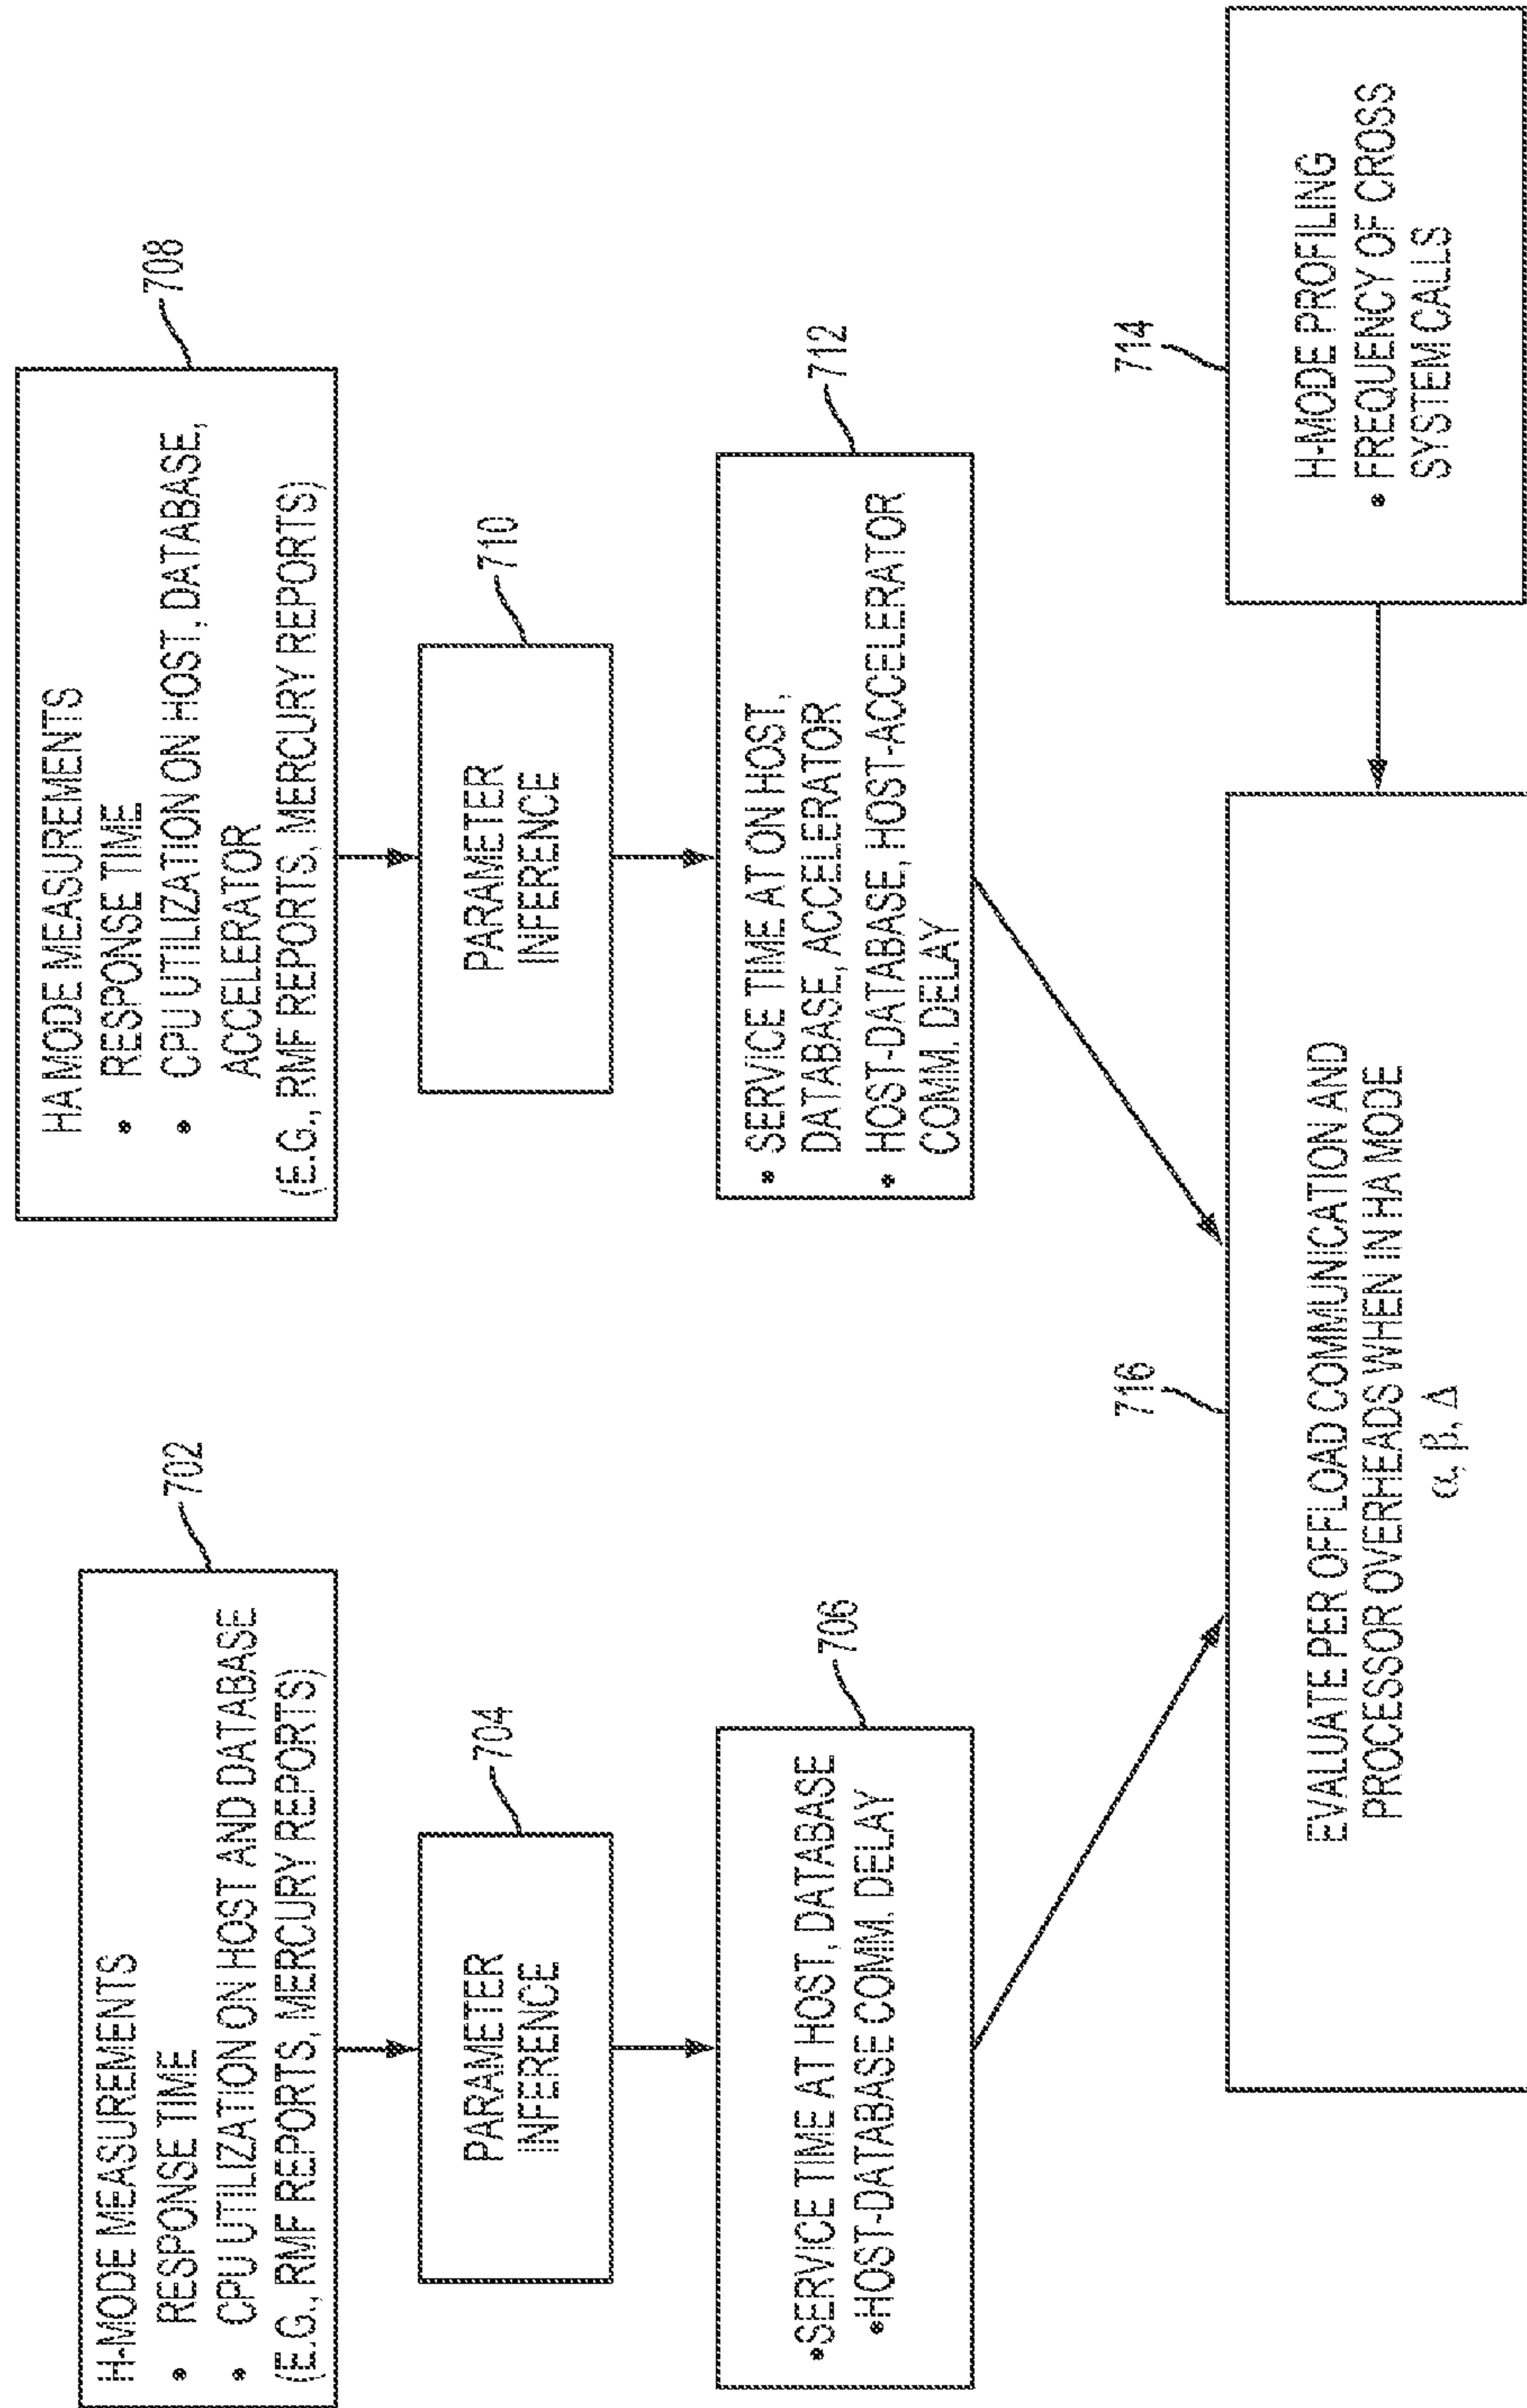 H-MODE MEASUREMENTS
• RESPONSE TIME
• CPU UTILIZATION ON HOST AND DATABASE
(E.G., RMF REPORTS, MERCURY REPORTS)
702
PARAMETER
INFERENCE
704
•SERVICE TIME AT HOST, DATABASE
•HOST-DATABASE COMM. DELAY
706
HA MODE MEASUREMENTS
• RESPONSE TIME
• CPU UTILIZATION ON HOST, DATABASE,
ACCELERATOR
(E.G., RMF REPORTS, MERCURY REPORTS)
708
PARAMETER
INFERENCE
710
• SERVICE TIME AT ON HOST,
DATABASE, ACCELERATOR
• HOST-DATABASE, HOST-ACCELERATOR
COMM. DELAY
712
H-MODE PROFILING
• FREQUENCY OF CROSS
SYSTEM CALLS
714
EVALUATE PER OFFLOAD COMMUNICATION AND
PROCESSOR OVERHEADS WHEN IN HA MODE
α, β, Δ
716